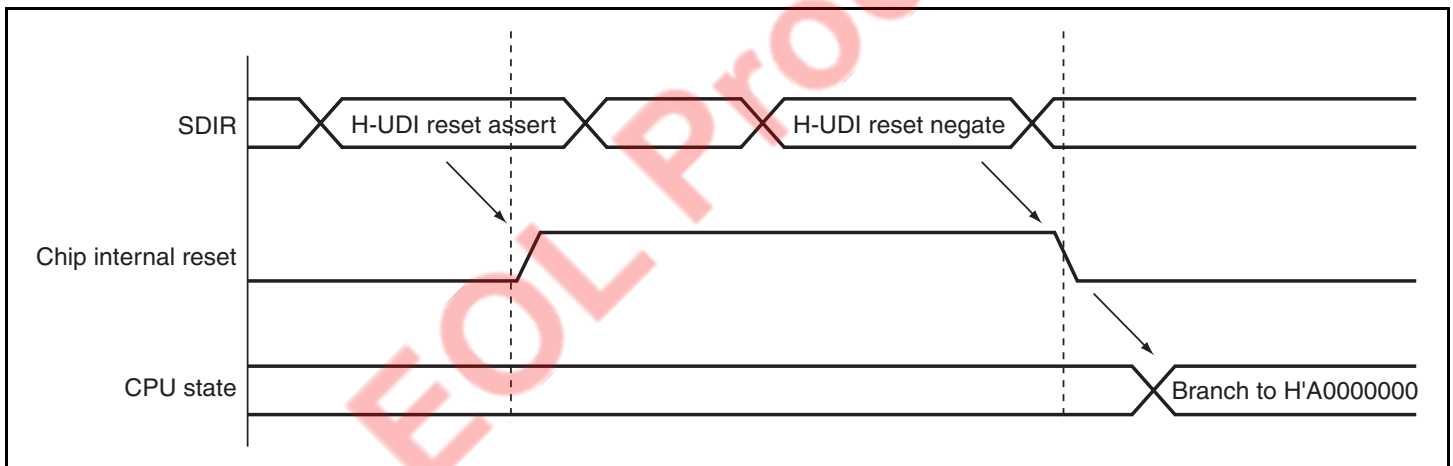 SDIR
H-UDI reset assert
H-UDI reset negate
Chip internal reset
CPU state
Branch to H'A0000000
EOL Pro